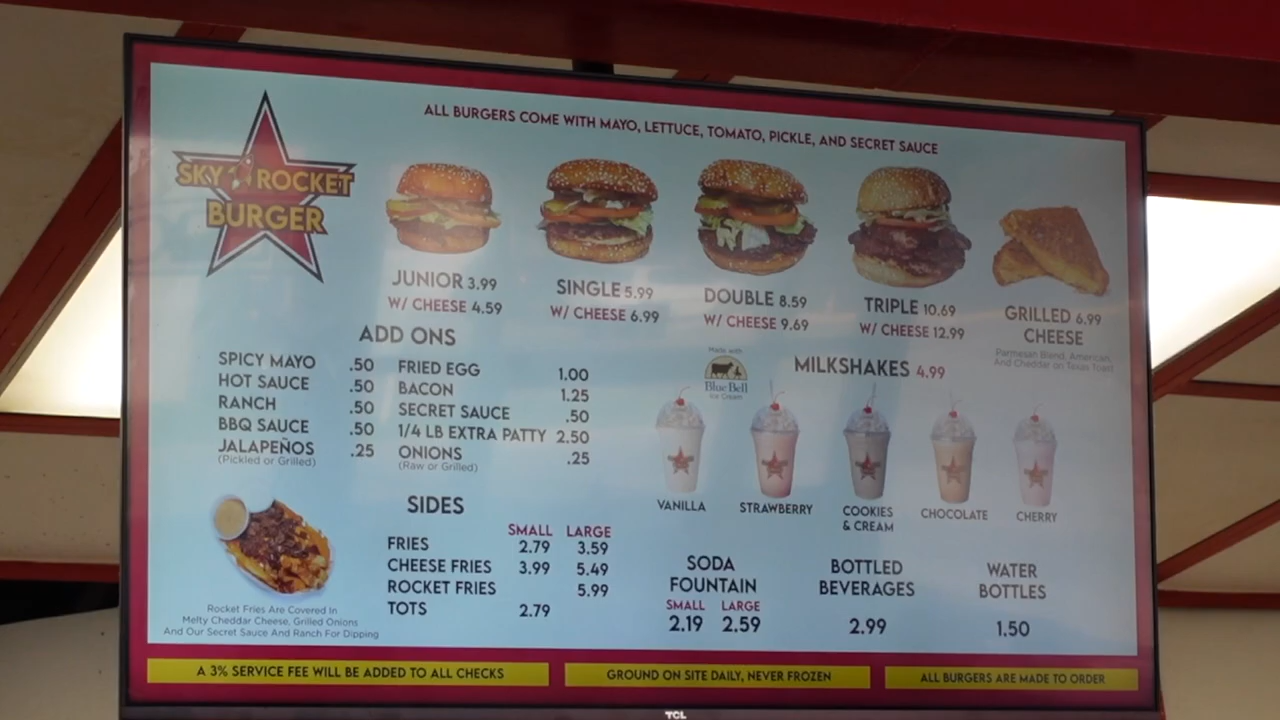 ALL BURGERS COME WITH MAYO, LETTUCE, TOMATO, PICKLE, AND SECRET SAUCE
SKY ROCKET
BURGER
JUNIOR 3.99
W/ CHEESE 4.59
SINGLE 5.99
W/ CHEESE 6.99
DOUBLE 8.59
W/ CHEESE 9.69
TRIPLE 10.69
W/ CHEESE 12.99
GRILLED 6.99
CHEESE
Parmesan Blend, American,
And Cheddar on Texas Toast
ADD ONS
SPICY MAYO .50
HOT SAUCE .50
RANCH .50
BBQ SAUCE .50
JALAPEÑOS .25
(Pickled or Grilled)
FRIED EGG 1.00
BACON 1.25
SECRET SAUCE .50
1/4 LB EXTRA PATTY 2.50
ONIONS .25
(Raw or Grilled)
Made with
Blue Bell
Ice Cream
MILKSHAKES 4.99
VANILLA
STRAWBERRY
COOKIES
& CREAM
CHOCOLATE
CHERRY
SIDES
SMALL LARGE
FRIES 2.79 3.59
CHEESE FRIES 3.99 5.49
ROCKET FRIES 5.99
TOTS 2.79
Rocket Fries Are Covered In
Melty Cheddar Cheese, Grilled Onions
And Our Secret Sauce And Ranch For Dipping
SODA
FOUNTAIN
SMALL LARGE
2.19 2.59
BOTTLED
BEVERAGES
2.99
WATER
BOTTLES
1.50
A 3% SERVICE FEE WILL BE ADDED TO ALL CHECKS
GROUND ON SITE DAILY, NEVER FROZEN
ALL BURGERS ARE MADE TO ORDER
TCL